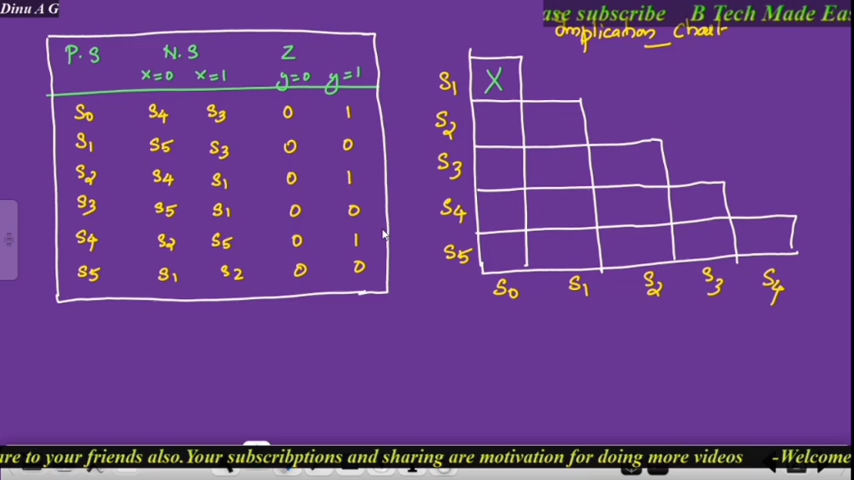 Dinu A G
ase subscribe B Tech Made Eas
Implication Chart
P.S N.S Z
x=0 x=1 y=0 y=1
S0 S4 S3 0 1
S1 S5 S3 0 0
S2 S4 S1 0 1
S3 S5 S1 0 0
S4 S2 S5 0 1
S5 S1 S2 0 0
S1 X
S2
S3
S4
S5
S0 S1 S2 S3 S4
are to your friends also.Your subscribptions and sharing are motivation for doing more videos -Welcome